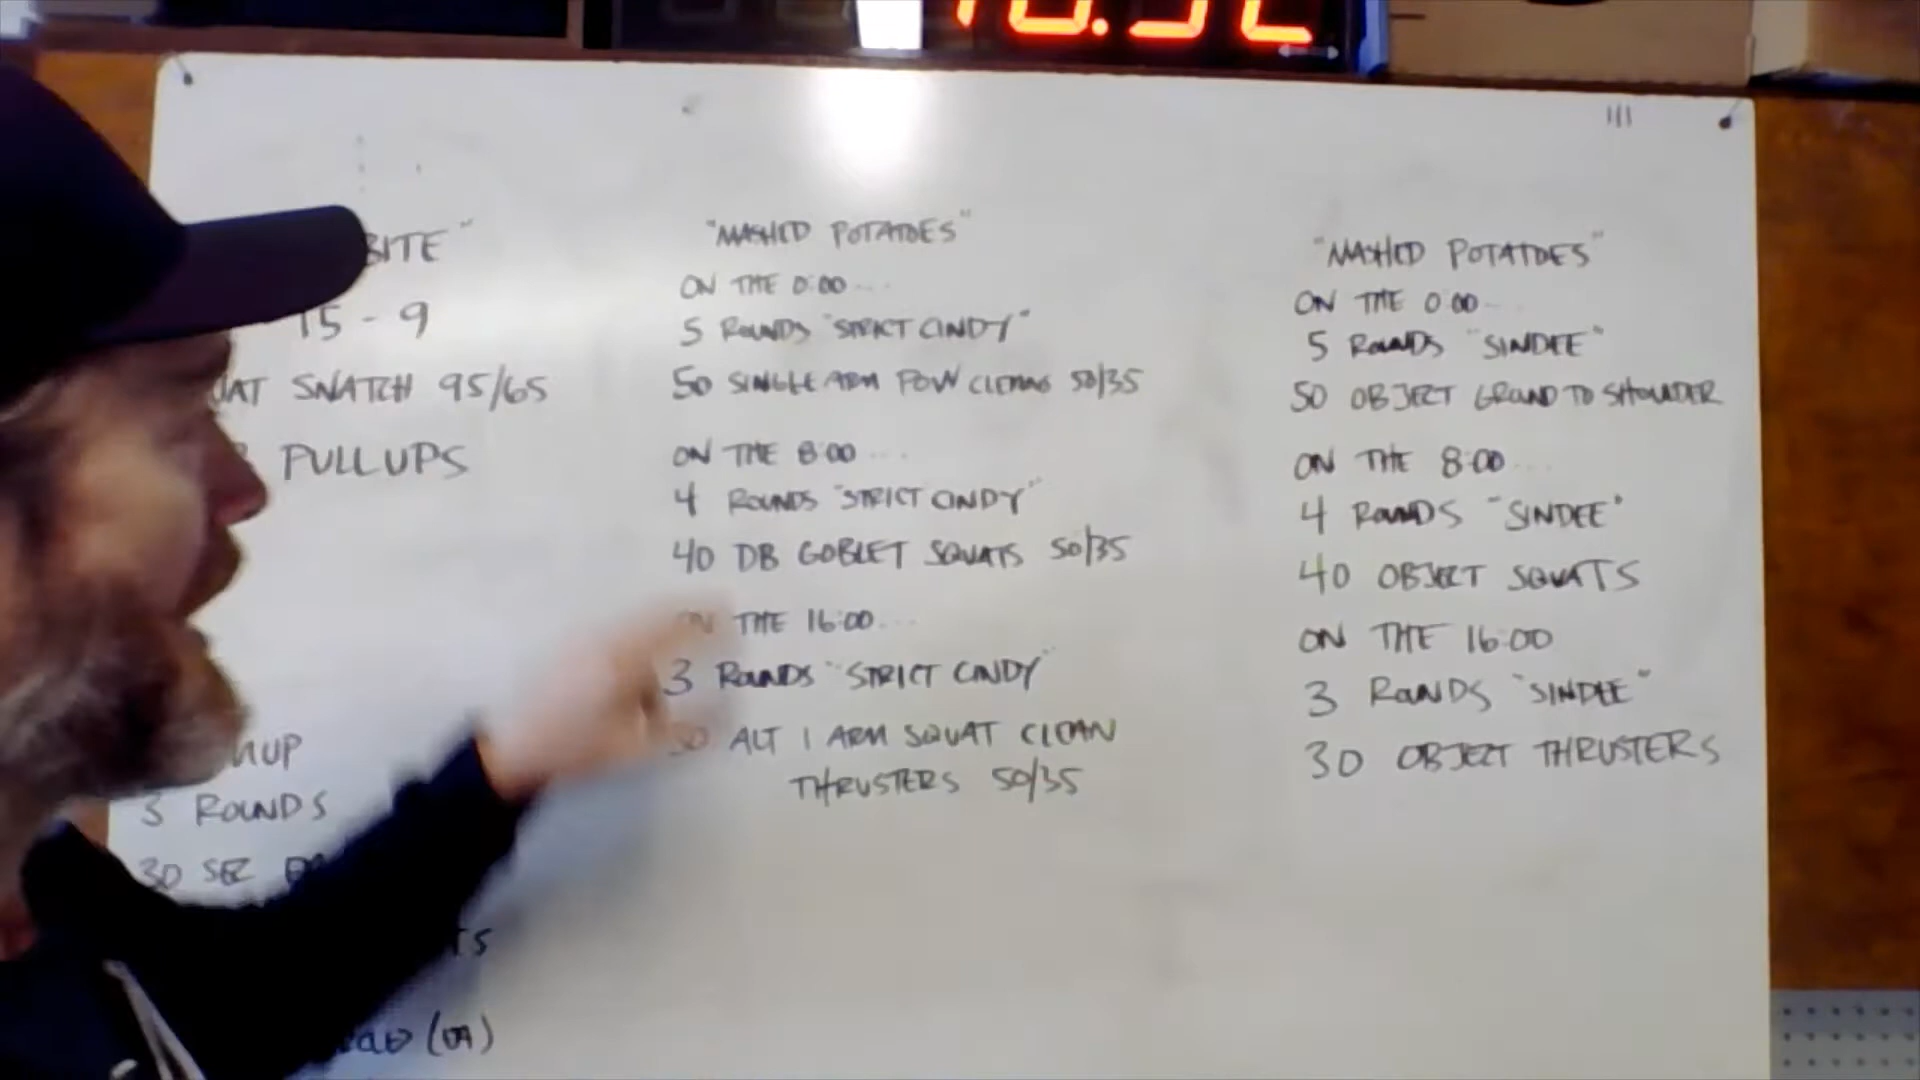 BITE"
15 - 9
SNATCH 95/65
PULLUPS
3 ROUNDS
30 SEC
"MASHED POTATOES"
ON THE 0:00...
5 ROUNDS "STRICT CINDY"
50 SINGLE ARM POW CLEANS 50/35
ON THE 8:00...
4 ROUNDS "STRICT CINDY"
40 DB GOBLET SQUATS 50/35
ON THE 16:00...
3 ROUNDS "STRICT CINDY"
30 ALT 1 ARM SQUAT CLEAN
THRUSTERS 50/35
"MASHED POTATOES"
ON THE 0:00...
5 ROUNDS "SINDEE"
50 OBJECT GROUND TO SHOULDER
ON THE 8:00...
4 ROUNDS "SINDEE"
40 OBJECT SQUATS
ON THE 16:00
3 ROUNDS "SINDEE"
30 OBJECT THRUSTERS